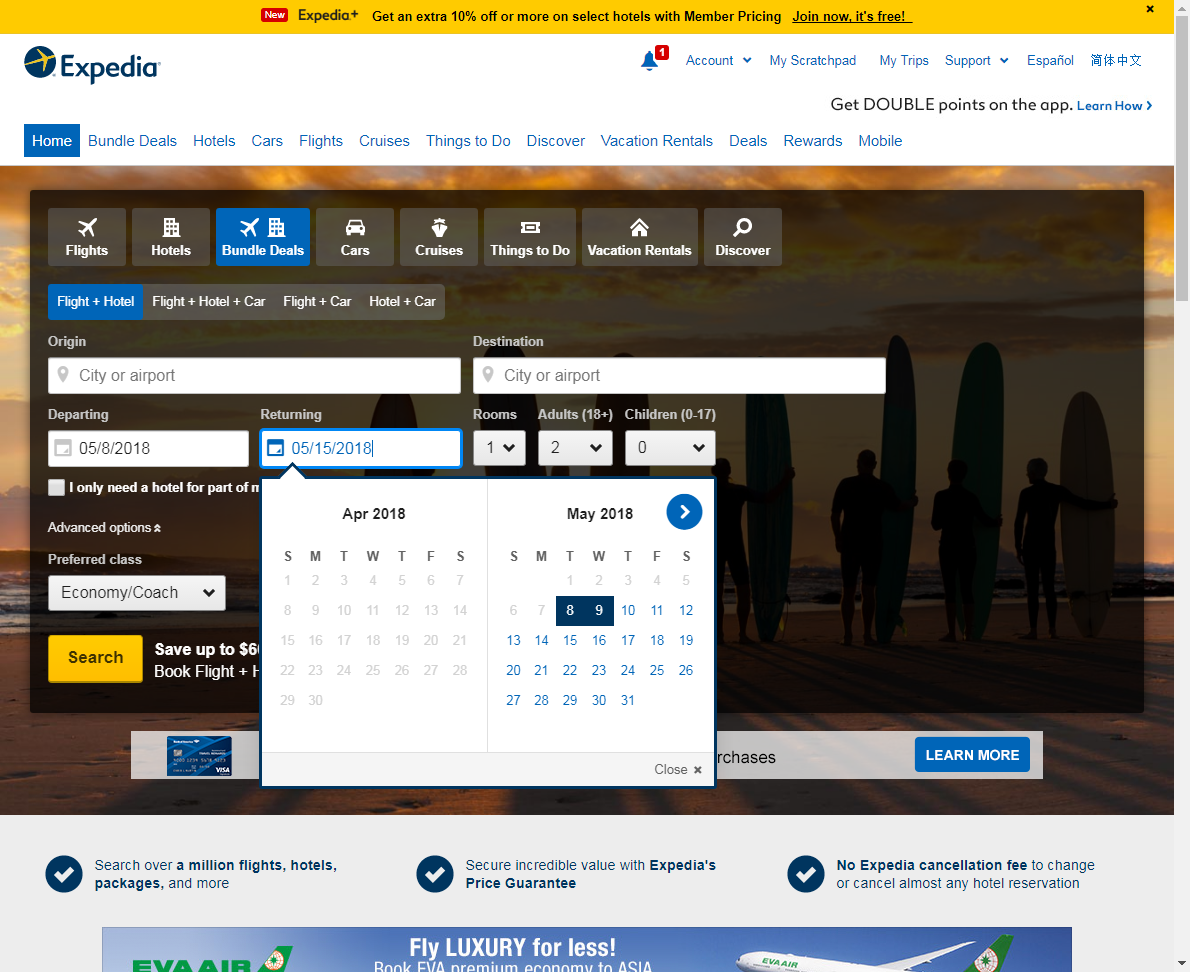 New Expedia+ Get an extra 10% off or more on select hotels with Member Pricing Join now, it's free!
Expedia
1 Account My Scratchpad My Trips Support Español 简体中文
Get DOUBLE points on the app. Learn How
Home Bundle Deals Hotels Cars Flights Cruises Things to Do Discover Vacation Rentals Deals Rewards Mobile
Flights Hotels Bundle Deals Cars Cruises Things to Do Vacation Rentals Discover
Flight + Hotel Flight + Hotel + Car Flight + Car Hotel + Car
Origin Destination
City or airport City or airport
Departing Returning Rooms Adults (18+) Children (0-17)
05/8/2018 05/15/2018 1 2 0
I only need a hotel for part of m
Apr 2018 May 2018
Advanced options
S M T W T F S S M T W T F S
Preferred class
1 2 3 4 5 6 7 1 2 3 4 5
Economy/Coach
8 9 10 11 12 13 14 6 7 8 9 10 11 12
15 16 17 18 19 20 21 13 14 15 16 17 18 19
Search
Save up to $6
Book Flight + H
22 23 24 25 26 27 28 20 21 22 23 24 25 26
29 30 27 28 29 30 31
VISA rchases LEARN MORE
Close ×
Search over a million flights, hotels,
packages, and more
Secure incredible value with Expedia's
Price Guarantee
No Expedia cancellation fee to change
or cancel almost any hotel reservation
EVA AIR
Fly LUXURY for less!
Book EVA premium economy to ASIA
EVA AIR